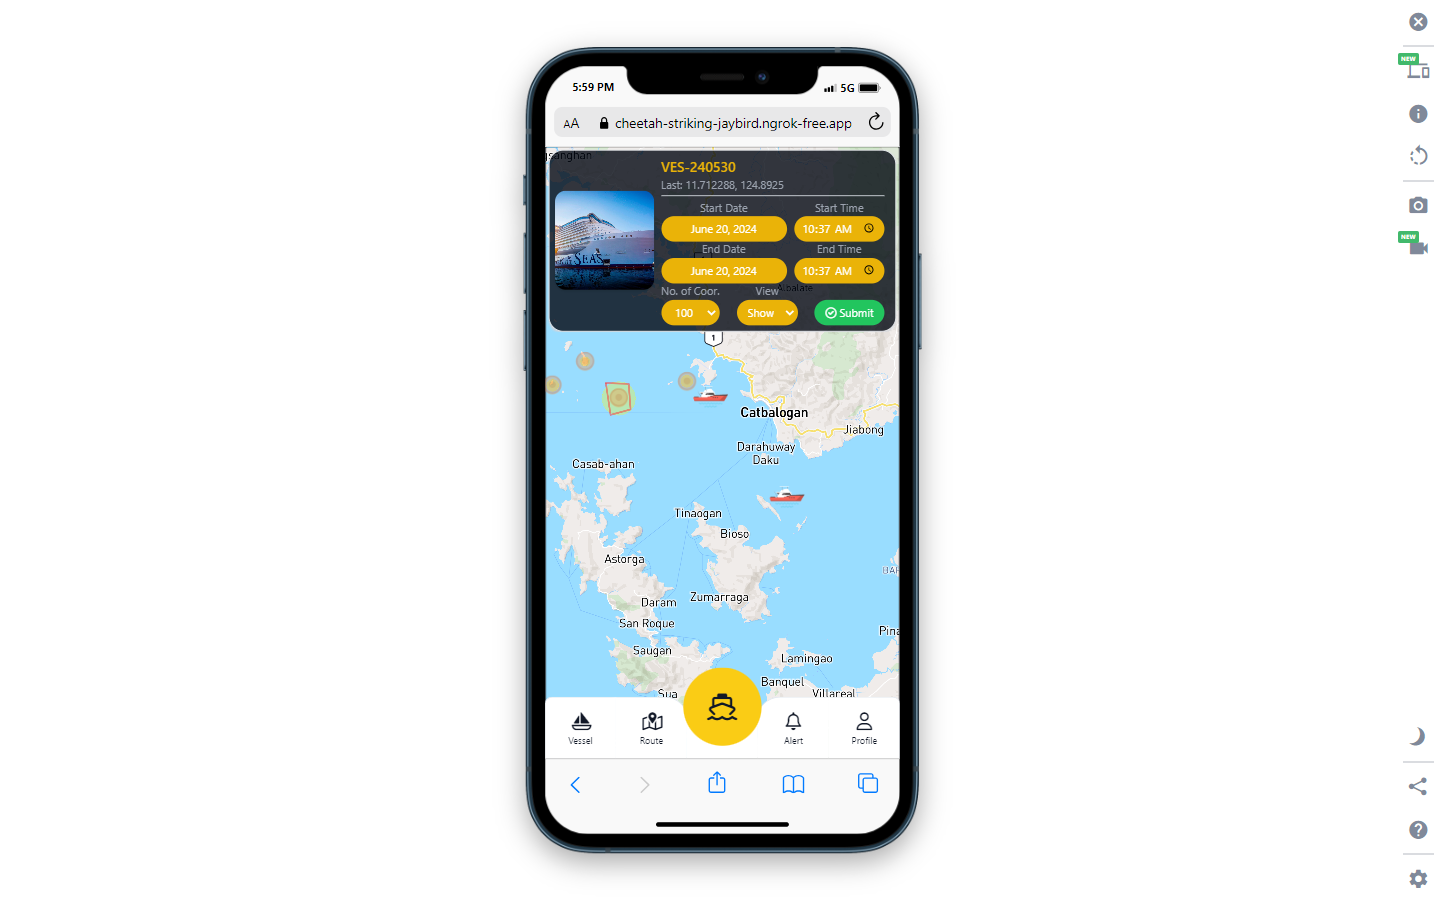 NEW
5:59 PM
5G
AA
cheetah-striking-jaybird.ngrok-free.app
VES-240530
Last: 11.712288, 124.8925
Start Date
Start Time
June 20, 2024
10:37 AM
End Date
End Time
June 20, 2024
10:37 AM
No. of Coor.
View
Albalate
100
Show
Submit
SEAS
NEW
1
Catbalogan
Jiabong
Darahuway
Daku
Casab-ahan
Tinaogan
Bioso
Astorga
Zumarraga
Daram
San Roque
Saugan
Lamingao
Banquel
Villareal
Sua
Vessel
Route
Alert
Profile